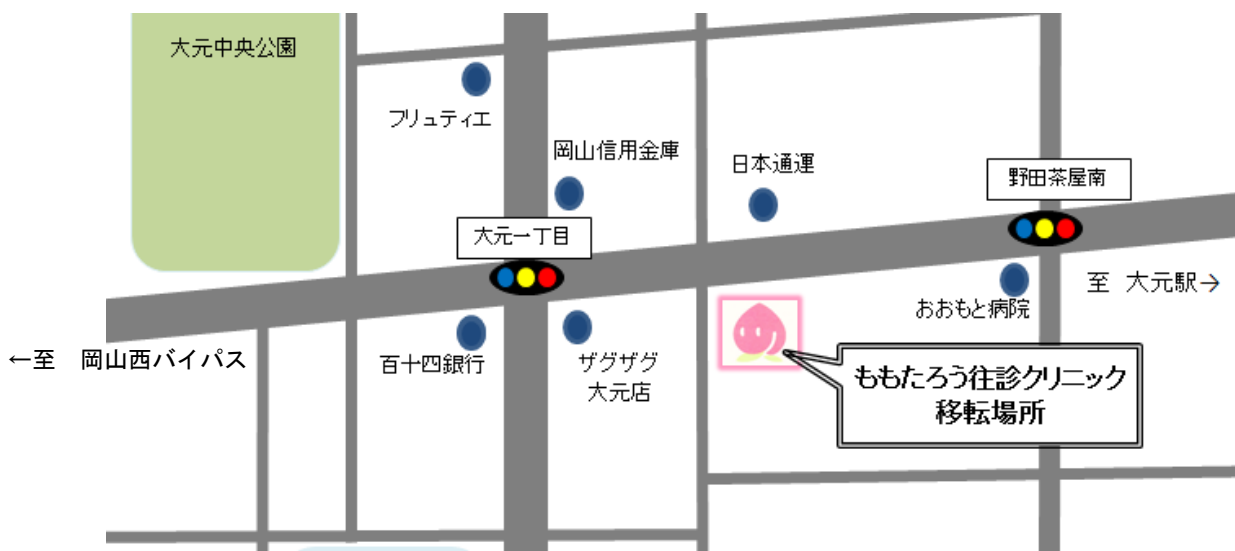 大元中央公園
フリュティエ
岡山信用金庫
日本通運
野田茶屋南
大元一丁目
至 大元駅→
おおもと病院
←至 岡山西バイパス
百十四銀行
ザグザグ
大元店
ももたろう往診クリニック
移転場所